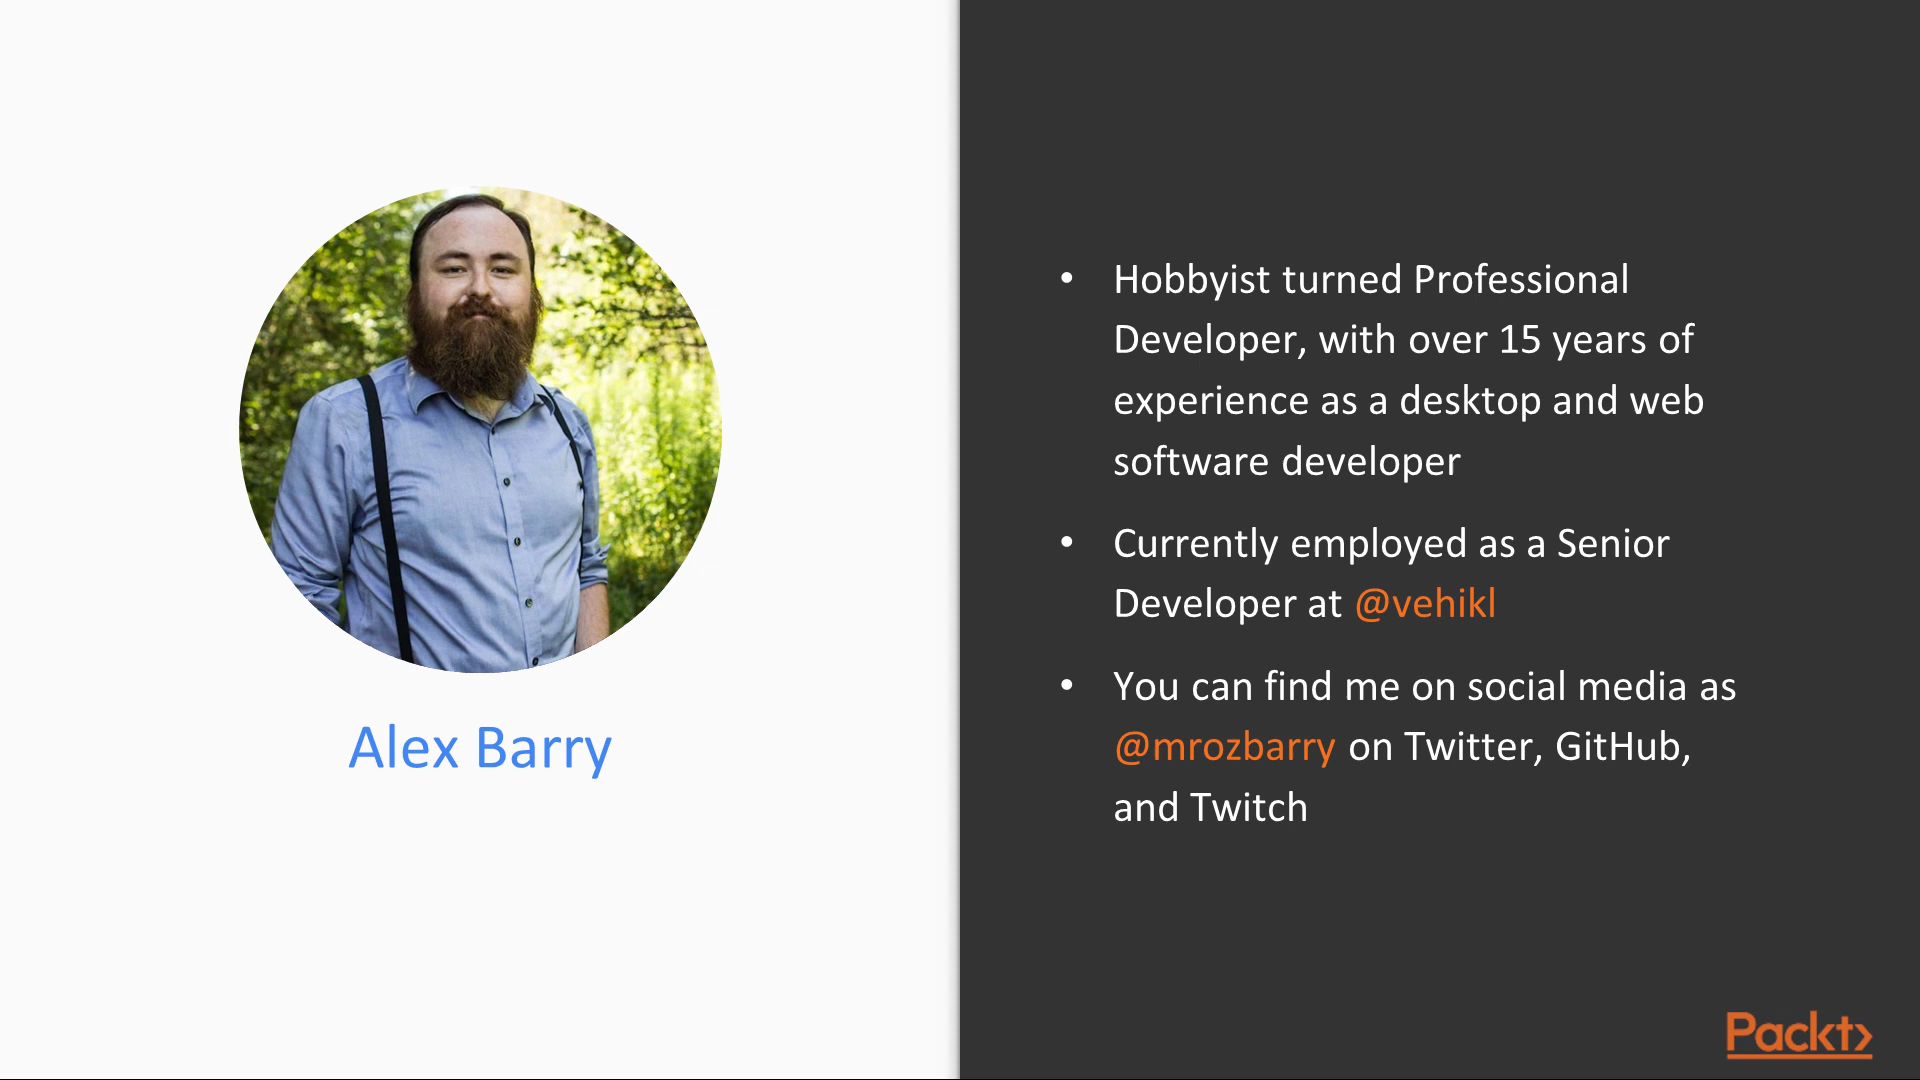 Alex Barry
• Hobbyist turned Professional
Developer, with over 15 years of
experience as a desktop and web
software developer
• Currently employed as a Senior
Developer at @vehikl
• You can find me on social media as
@mrozbarry on Twitter, GitHub,
and Twitch
Packt>